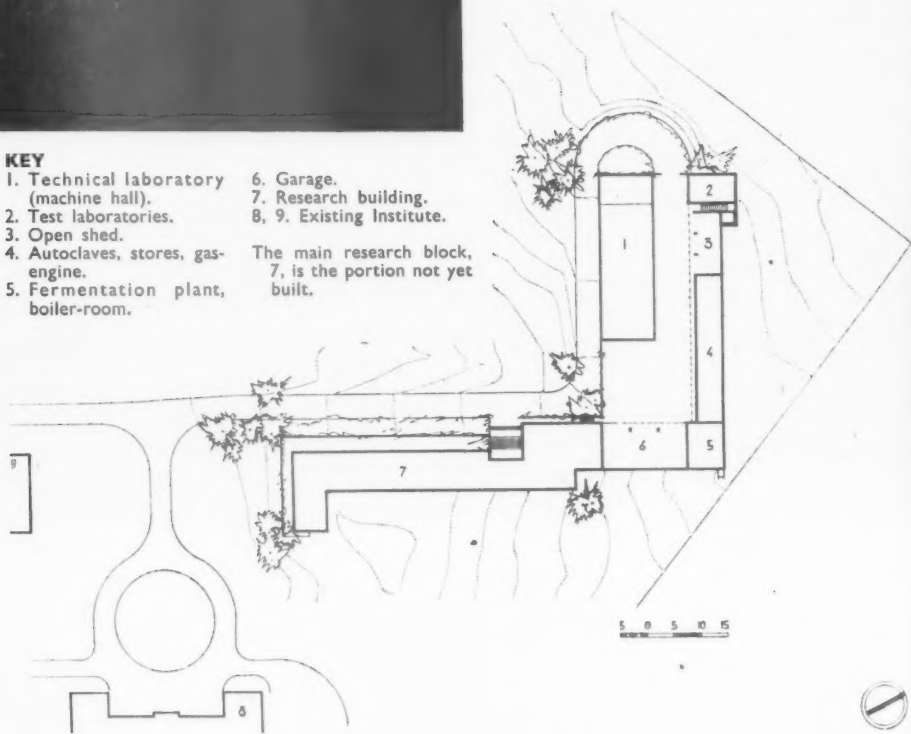 KEY
1. Technical laboratory
(machine hall).
2. Test laboratories.
3. Open shed.
4. Autoclaves, stores, gas-
engine.
5. Fermentation plant,
boiler-room.
6. Garage.
7. Research building.
8, 9. Existing Institute.
The main research block,
7, is the portion not yet
built.
2
1
3
4
6
5
7
9
5 0 5 10 15
8